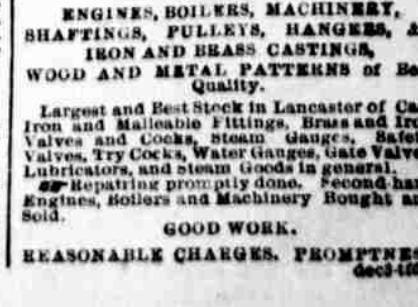 ENGINES, BOILERS, MACHINERY,
SHAFTINGS, PULLEYS, HANGERS, &
IRON AND BRASS CASTINGS,
WOOD AND METAL PATTERNS of Be
Quality.
Largest and Best Stock in Lancaster of Ca
Iron and Malleable Fittings, Brass and Iro
Valves and Cocks, Steam Gauges, Safet
Valves, Try Cocks, Water Gauges, Gate Valve
Lubricators, and Steam Goods in general.
Repairing promptly done. Second-han
Engines, Boilers and Machinery Bought an
Sold.
GOOD WORK.
REASONABLE CHARGES. PROMPTNES